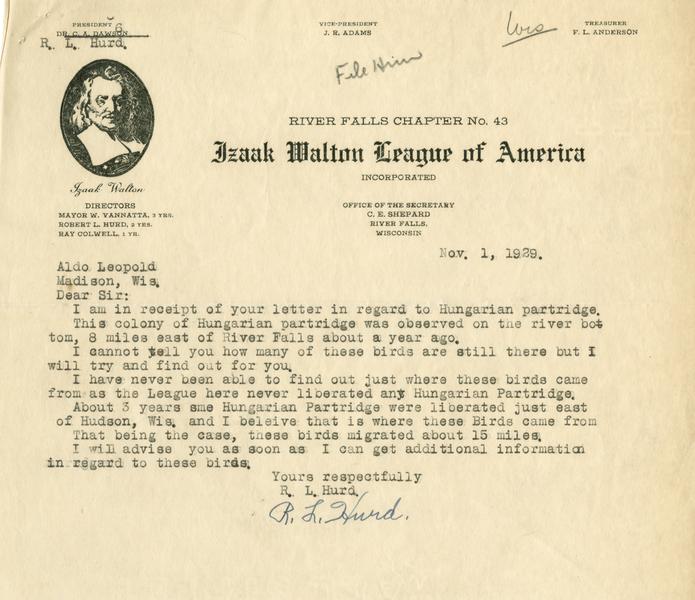 PRESIDENT
DR. C. A. DAWSON
R. L. Hurd.
VICE-PRESIDENT
J. R. ADAMS
Wis
TREASURER
F. L. ANDERSON
File Him
RIVER FALLS CHAPTER No. 43
Izaak Walton League of America
INCORPORATED
Izaak Walton
DIRECTORS
MAYOR W. VANNATTA, 3 YRS.
ROBERT L. HURD, 2 YRS.
RAY COLWELL, 1 YR.
OFFICE OF THE SECRETARY
C. E. SHEPARD
RIVER FALLS,
WISCONSIN
Nov. 1, 1929.
Aldo Leopold
Madison, Wis.
Dear Sir:
I am in receipt of your letter in regard to Hungarian partridge.
This colony of Hungarian partridge was observed on the river bot
tom, 8 miles east of River Falls about a year ago.
I cannot tell you how many of these birds are still there but I
will try and find out for you.
I have never been able to find out just where these birds came
from as the League here never liberated any Hungarian Partridge.
About 3 years sme Hungarian Partridge were liberated just east
of Hudson, Wis. and I beleive that is where these Birds came from
That being the case, these birds migrated about 15 miles.
I will advise you as soon as I can get additional information
in regard to these birds.
Yours respectfully
R. L. Hurd.
R. L. Hurd.